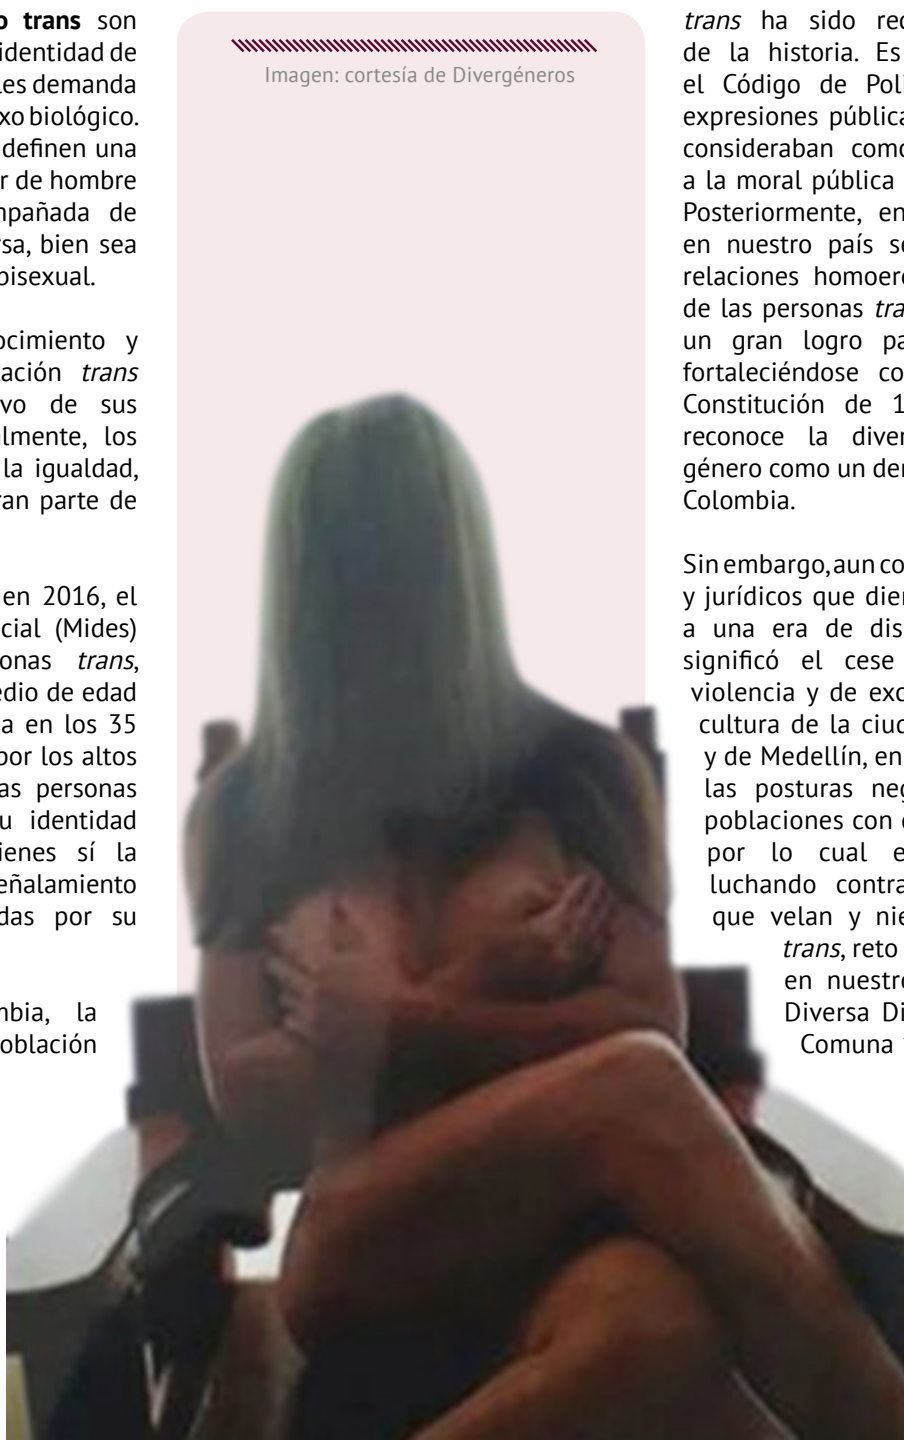 o trans son
identidad de
les demanda
xo biológico.
definen una
r de hombre
mpañada de
sa, bien sea
bisexual.
ocimiento y
ación trans
vo de sus
lmente, los
la igualdad,
ran parte de
en 2016, el
cial (Mides)
onas trans,
edio de edad
a en los 35
por los altos
as personas
u identidad
ienes sí la
eñalamiento
das por su
mbia, la
oblación
Imagen: cortesía de Divergéneros
trans ha sido rec
de la historia. Es
el Código de Poli
expresiones pública
consideraban como
a la moral pública
Posteriormente, en
en nuestro país se
relaciones homoero
de las personas tra
un gran logro pa
fortaleciéndose co
Constitución de 1
reconoce la diver
género como un der
Colombia.
Sin embargo, aun co
y jurídicos que dier
a una era de dis
significó el cese
violencia y de exc
cultura de la ciud
y de Medellín, en
las posturas neg
poblaciones con
por lo cual e
luchando contra
que velan y nie
trans, reto
en nuestro
Diversa Di
Comuna